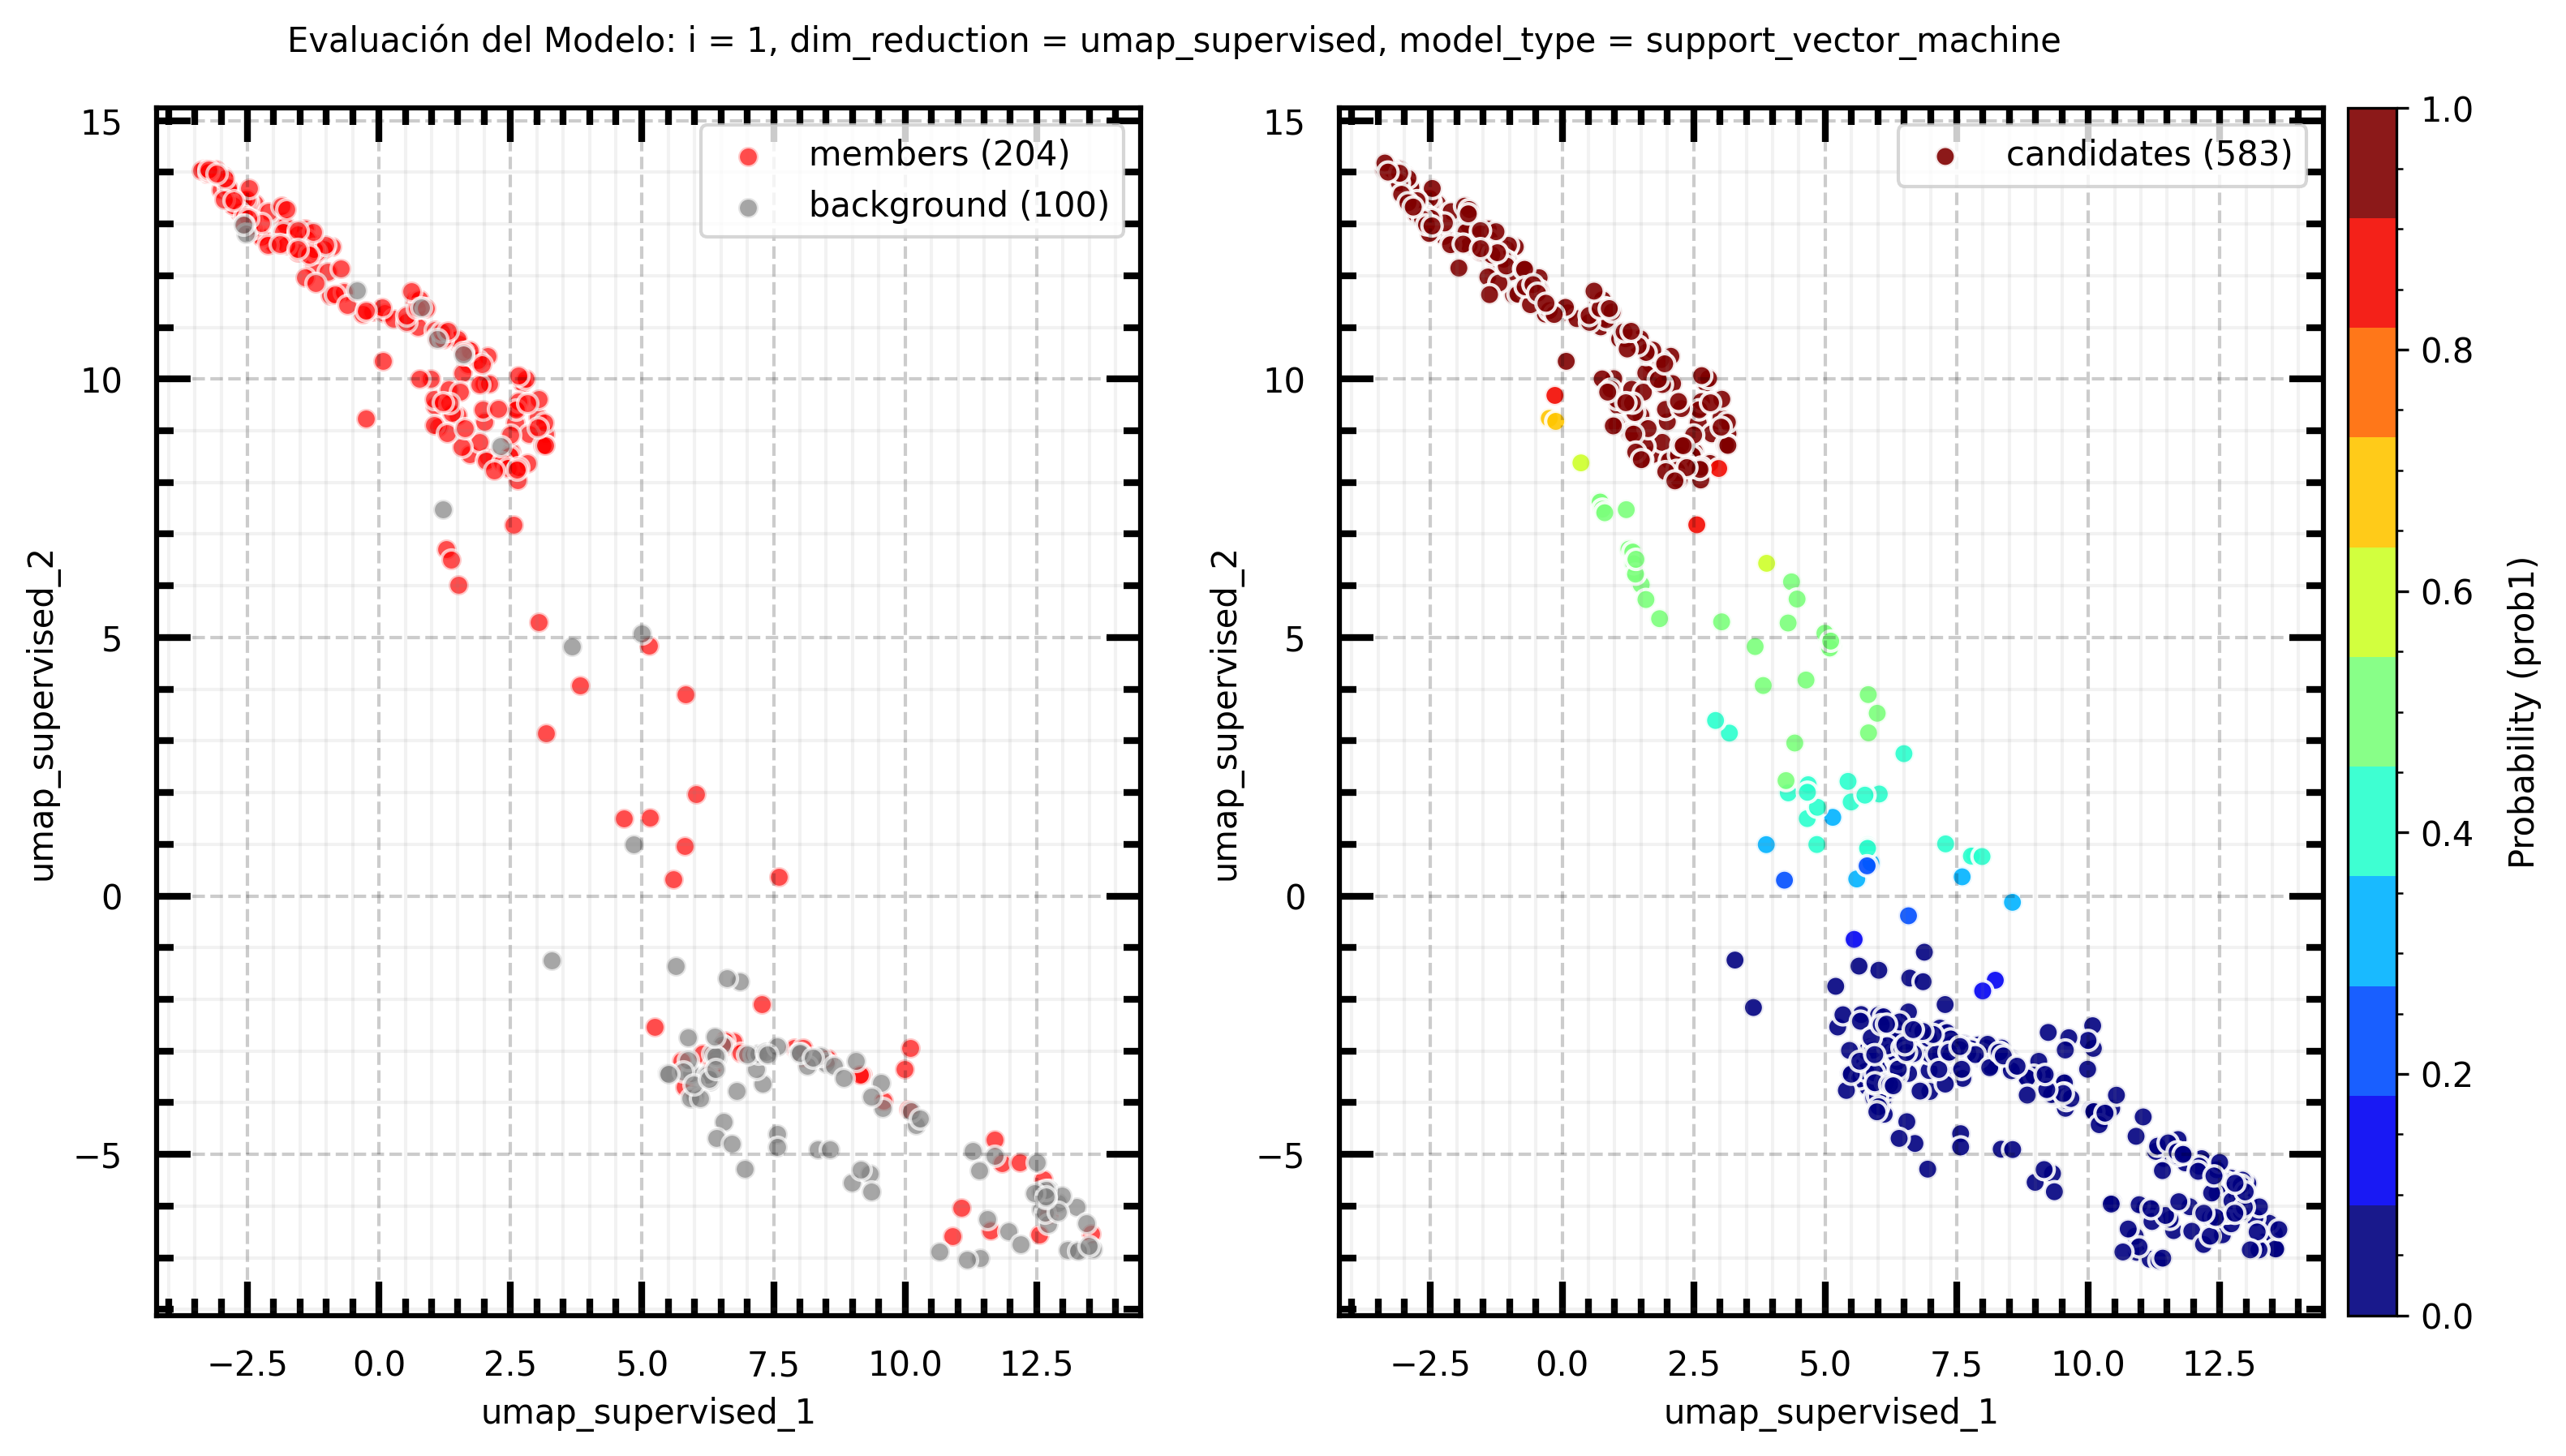 Evaluación del Modelo: i = 1, dim_reduction = umap_supervised, model_type = support_vector_machine
members (204)
background (100)
15
10
5
0
−5
−2.5 0.0 2.5 5.0 7.5 10.0 12.5
umap_supervised_1
umap_supervised_2
candidates (583)
15
10
5
0
−5
−2.5 0.0 2.5 5.0 7.5 10.0 12.5
umap_supervised_1
umap_supervised_2
1.0
0.8
0.6
0.4
0.2
0.0
Probability (prob1)